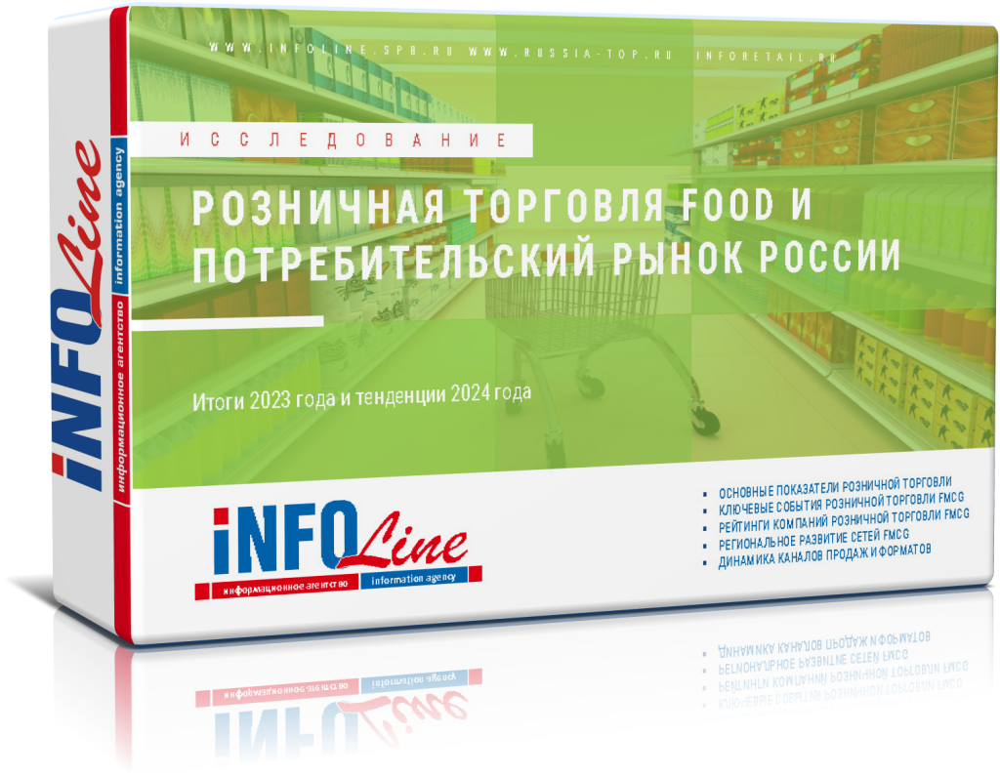 WWW.INFOLINE.SPB.RU WWW.RUSSIA-TOP.RU INFORETAIL.RU
ИССЛЕДОВАНИЕ
РОЗНИЧНАЯ ТОРГОВЛЯ FOOD И
ПОТРЕБИТЕЛЬСКИЙ РЫНОК РОССИИ
Итоги 2023 года и тенденции 2024 года
iNFOLine
информационное агентство information agency
▪ ОСНОВНЫЕ ПОКАЗАТЕЛИ РОЗНИЧНОЙ ТОРГОВЛИ
▪ КЛЮЧЕВЫЕ СОБЫТИЯ РОЗНИЧНОЙ ТОРГОВЛИ FMCG
▪ РЕЙТИНГИ КОМПАНИЙ РОЗНИЧНОЙ ТОРГОВЛИ FMCG
▪ РЕГИОНАЛЬНОЕ РАЗВИТИЕ СЕТЕЙ FMCG
▪ ДИНАМИКА КАНАЛОВ ПРОДАЖ И ФОРМАТОВ
iNFOLine
информационное агентство information agency